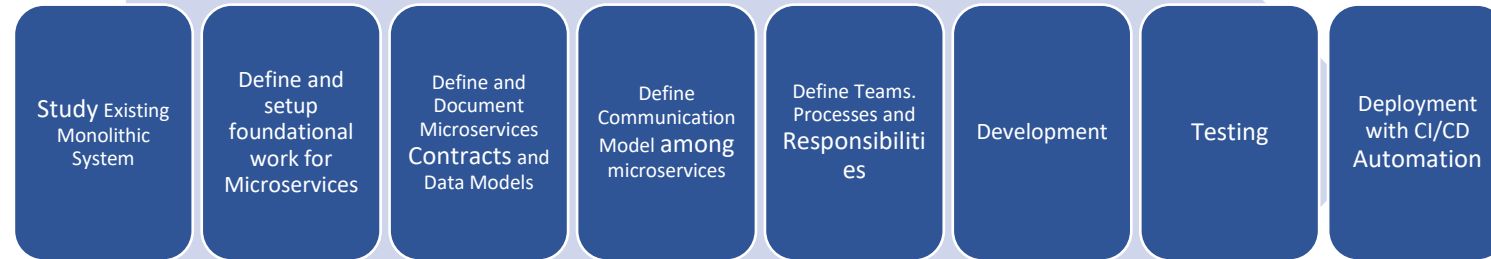 Study Existing
Monolithic
System
Define and
setup
foundational
work for
Microservices
Define and
Document
Microservices
Contracts and
Data Models
Define
Communication
Model among
microservices
Define Teams.
Processes and
Responsibiliti
es
Development
Testing
Deployment
with CI/CD
Automation